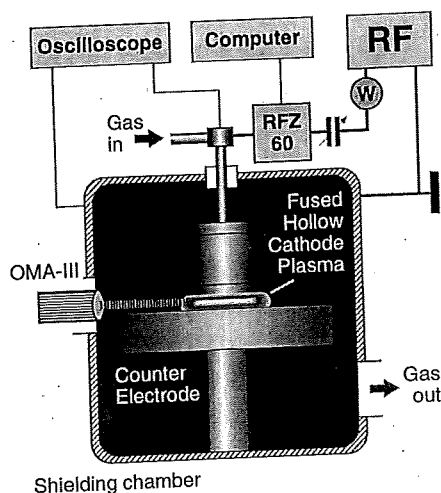 Oscilloscope
Computer
RF
W
Gas
in
RFZ
60
Fused
Hollow
Cathode
Plasma
OMA-III
Counter
Electrode
Gas
out
Shielding chamber